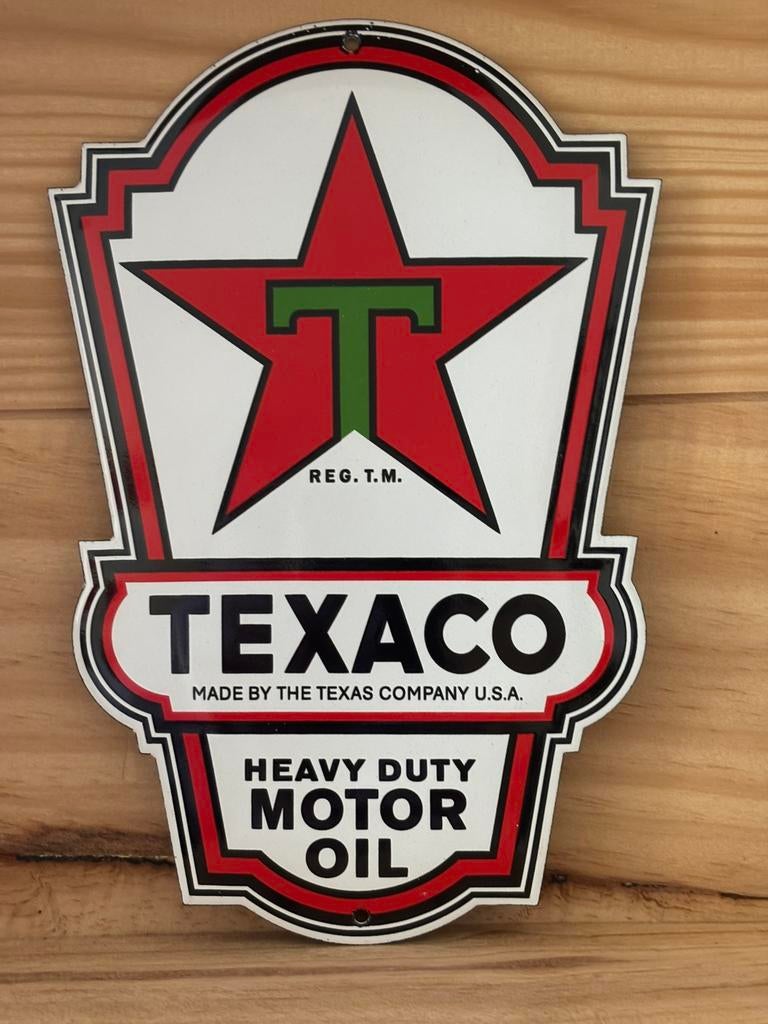 T
REG. T.M.
TEXACO
MADE BY THE TEXAS COMPANY U.S.A.
HEAVY DUTY
MOTOR
OIL